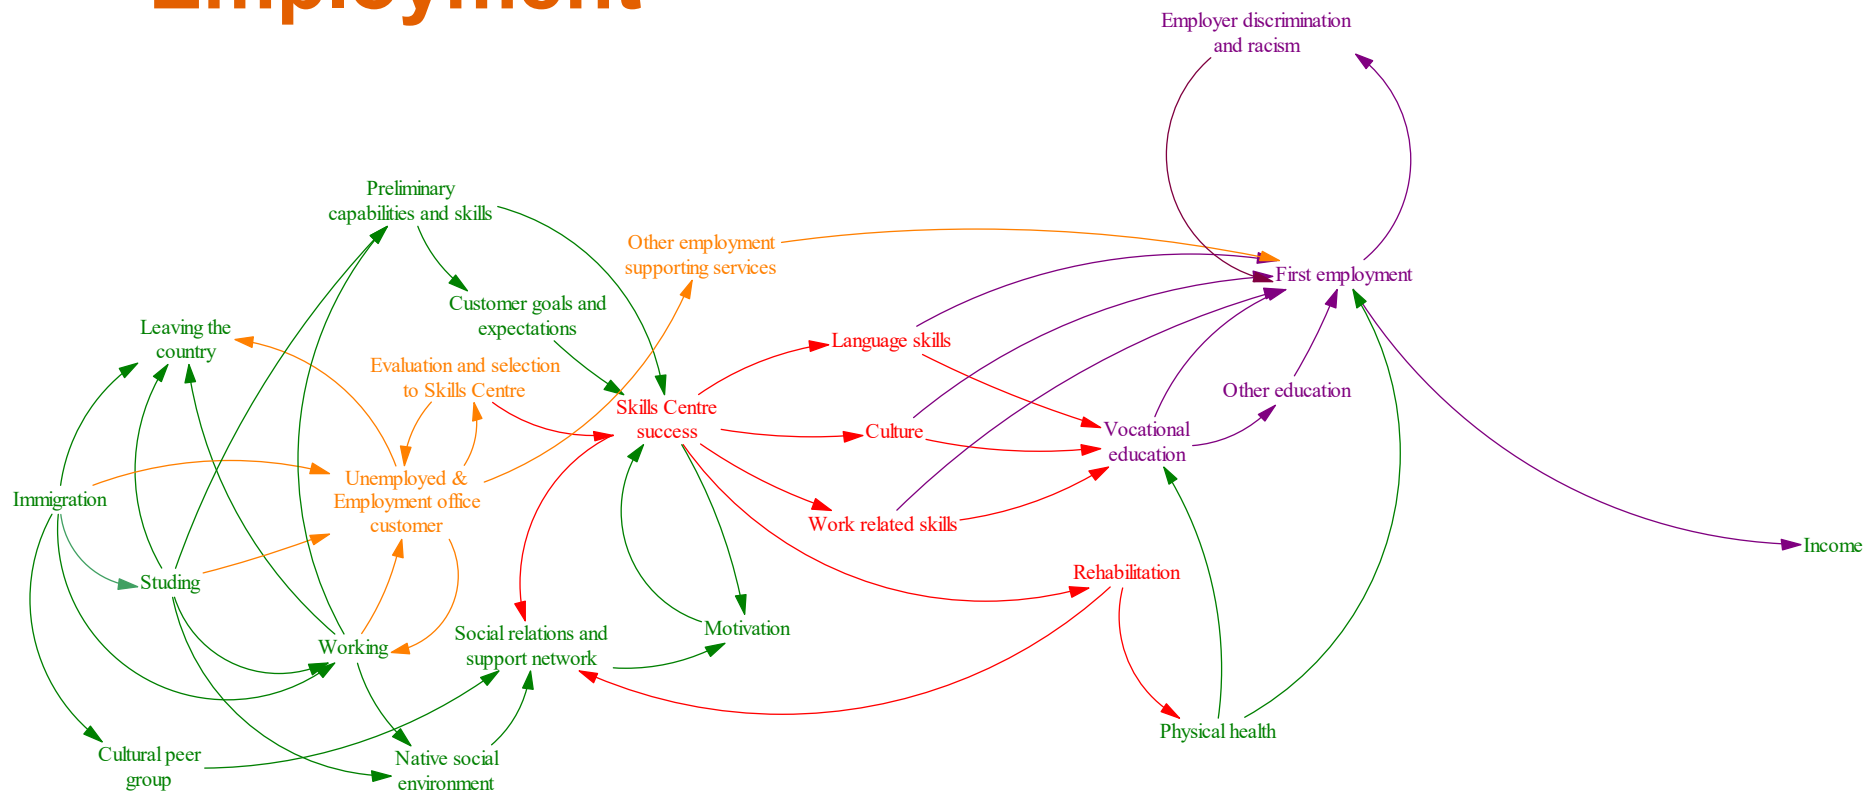 Employment
Employer discrimination
and racism
Preliminary
capabilities and skills
Other employment
supporting services
First employment
Customer goals and
expectations
Leaving the
country
Language skills
Evaluation and selection
to Skills Centre
Other education
Skills Centre
success
Culture
Vocational
education
Unemployed &
Employment office
customer
Immigration
Work related skills
Income
Studing
Rehabilitation
Motivation
Social relations and
support network
Working
Physical health
Cultural peer
group
Native social
environment